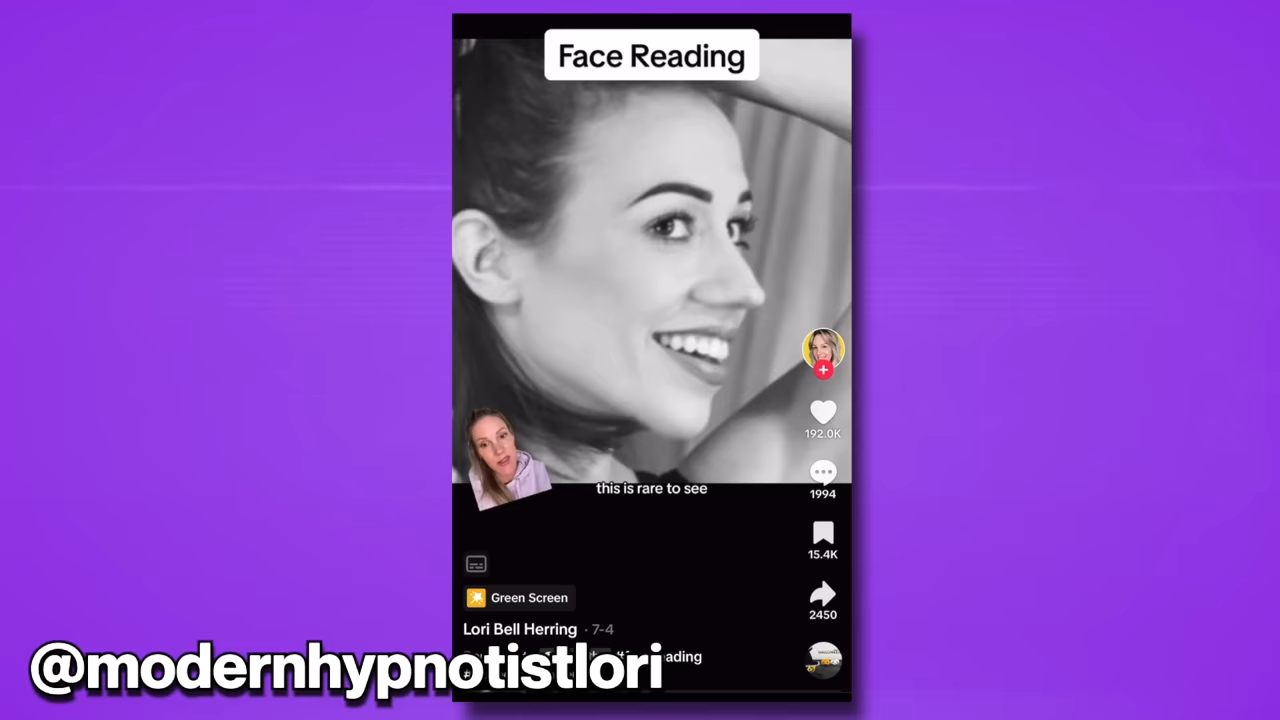 Face Reading
this is rare to see
192.0K
1994
15.4K
2450
Green Screen
Lori Bell Herring · 7-4
@modernhypnotistlori